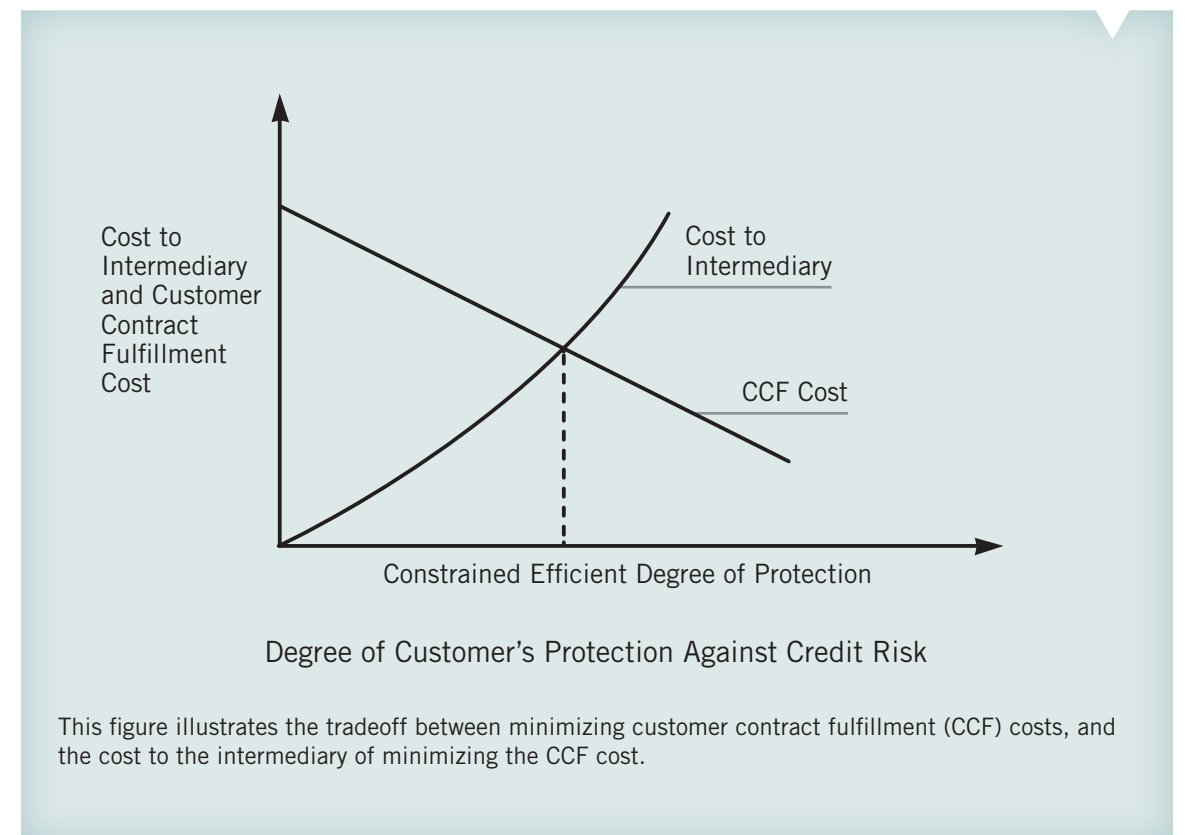 Cost to
Intermediary
and Customer
Contract
Fulfillment
Cost
Cost to
Intermediary
CCF Cost
Constrained Efficient Degree of Protection
Degree of Customer’s Protection Against Credit Risk
This figure illustrates the tradeoff between minimizing customer contract fulfillment (CCF) costs, and
the cost to the intermediary of minimizing the CCF cost.